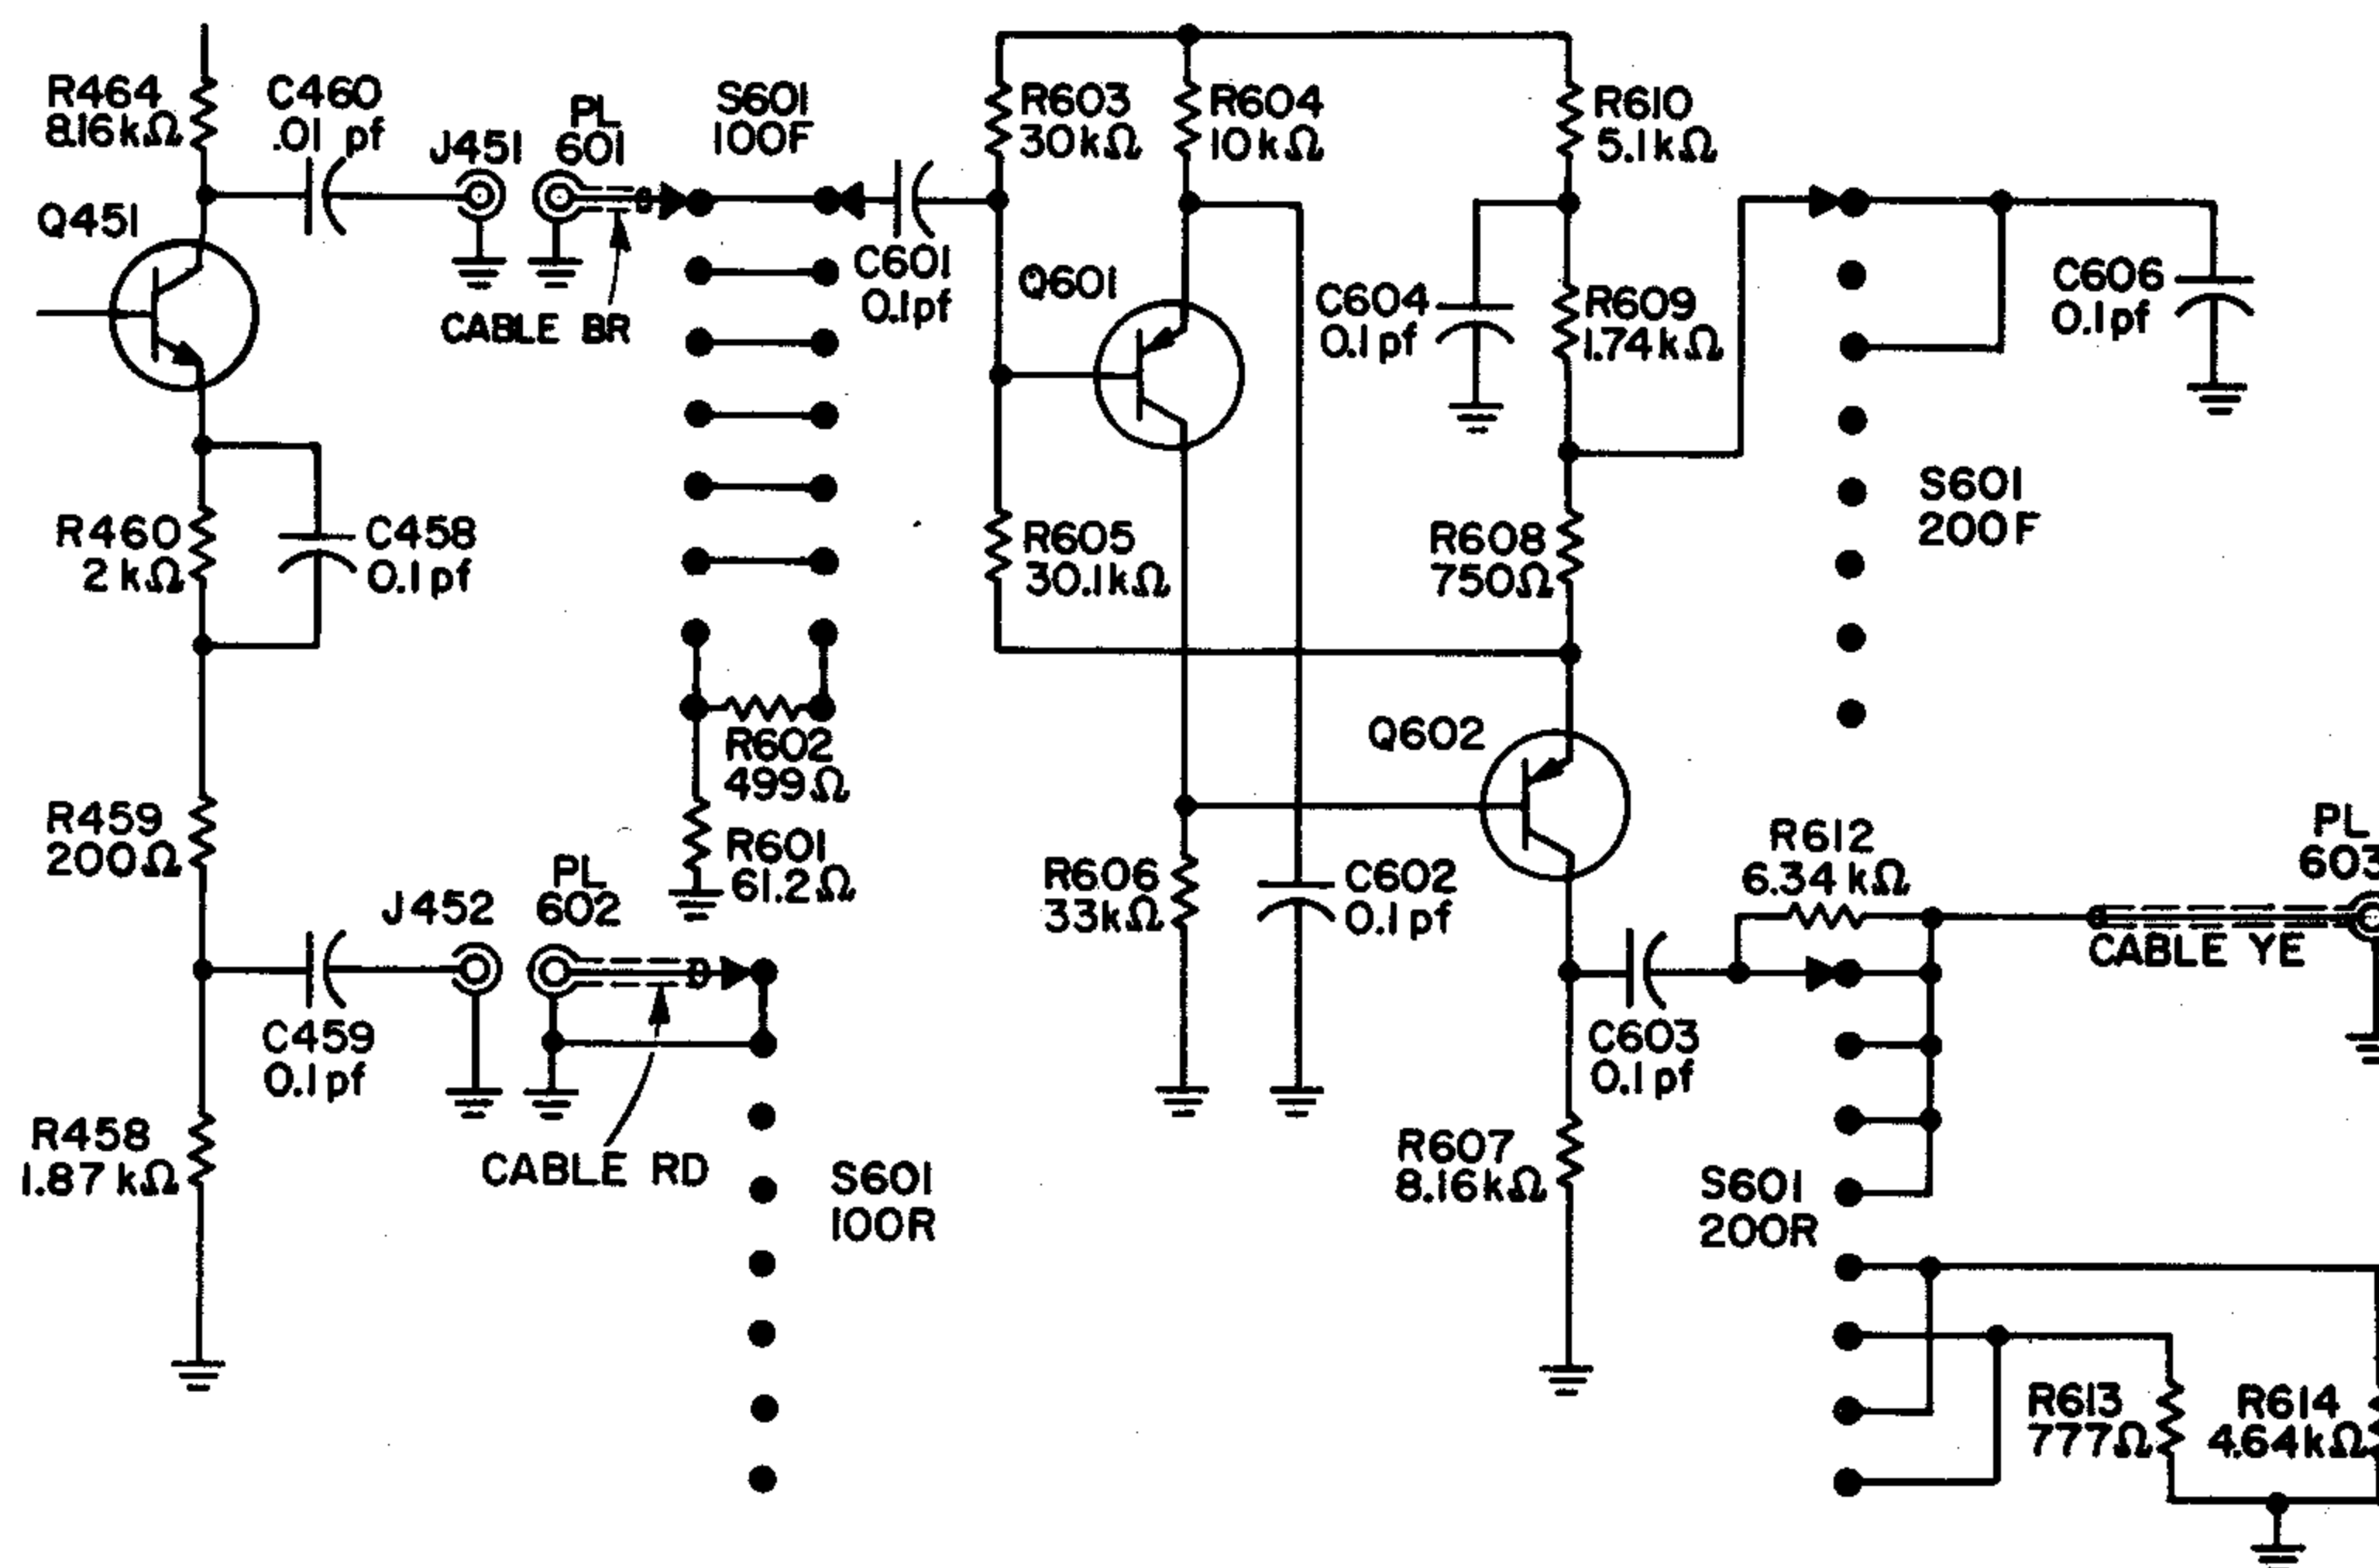 R464
8.16kΩ
C460
.01 pf
J451
PL
601
S601
100F
R603
30kΩ
R604
10kΩ
R610
5.1kΩ
Q451
CABLE BR
C601
0.1pf
Q601
C604
0.1pf
R609
1.74kΩ
C606
0.1pf
R460
2kΩ
C458
0.1pf
R605
30.1kΩ
R608
750Ω
S601
200F
R602
499Ω
Q602
R459
200Ω
J452
PL
602
R601
61.2Ω
R606
33kΩ
C602
0.1pf
R612
6.34kΩ
PL
603
CABLE YE
C459
0.1pf
C603
0.1pf
R458
1.87kΩ
CABLE RD
S601
100R
R607
8.16kΩ
S601
200R
R613
777Ω
R614
4.64kΩ